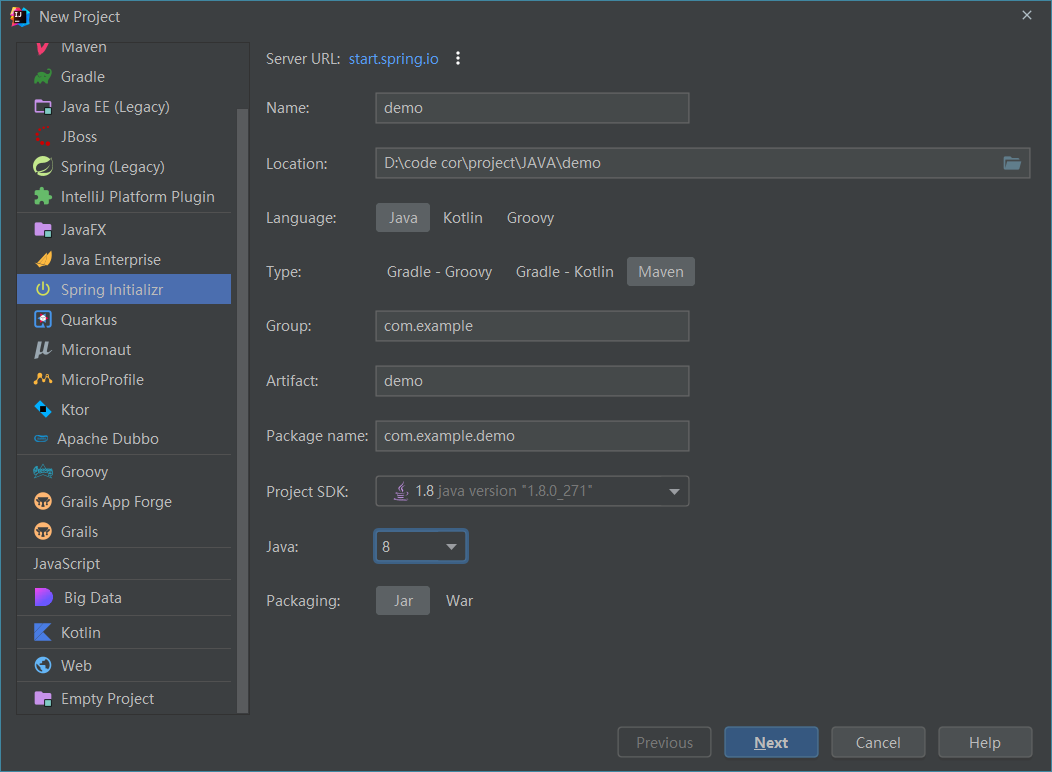 New Project
Maven
Gradle
Java EE (Legacy)
JBoss
Spring (Legacy)
IntelliJ Platform Plugin
JavaFX
Java Enterprise
Spring Initializr
Quarkus
Micronaut
MicroProfile
Ktor
Apache Dubbo
Groovy
Grails App Forge
Grails
JavaScript
Big Data
Kotlin
Web
Empty Project
Server URL: start.spring.io
Name: demo
Location: D:\code cor\project\JAVA\demo
Language: Java Kotlin Groovy
Type: Gradle - Groovy Gradle - Kotlin Maven
Group: com.example
Artifact: demo
Package name: com.example.demo
Project SDK: 1.8 java version "1.8.0_271"
Java: 8
Packaging: Jar War
Previous Next Cancel Help